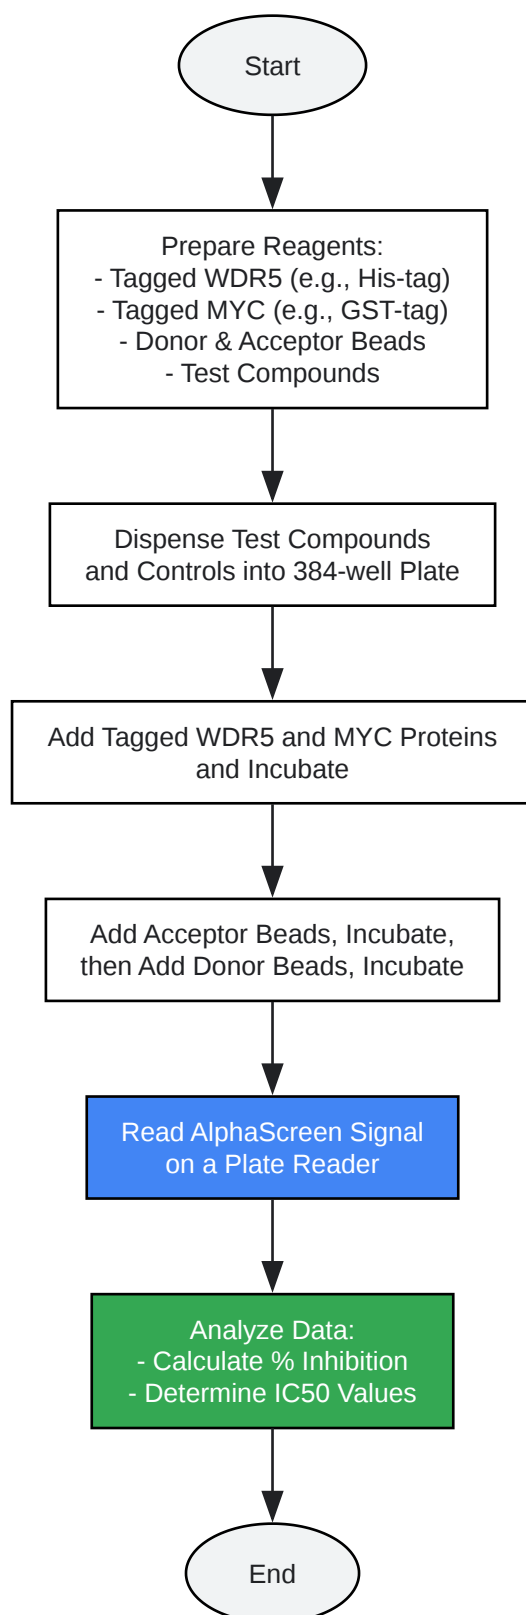 Start
Prepare Reagents:
- Tagged WDR5 (e.g., His-tag)
- Tagged MYC (e.g., GST-tag)
- Donor & Acceptor Beads
- Test Compounds
Dispense Test Compounds
and Controls into 384-well Plate
Add Tagged WDR5 and MYC Proteins
and Incubate
Add Acceptor Beads, Incubate,
then Add Donor Beads, Incubate
Read AlphaScreen Signal
on a Plate Reader
Analyze Data:
- Calculate % Inhibition
- Determine IC50 Values
End